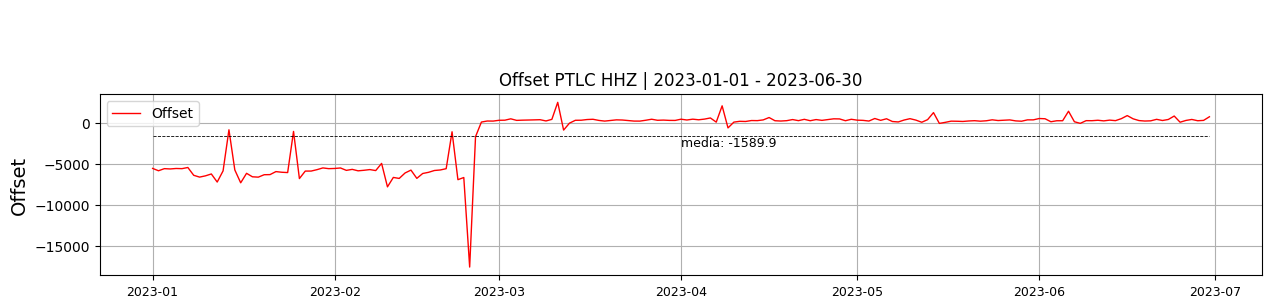 Offset PTLC HHZ | 2023-01-01 - 2023-06-30
Offset
Offset
0
−5000
−10000
−15000
media: -1589.9
2023-01
2023-02
2023-03
2023-04
2023-05
2023-06
2023-07